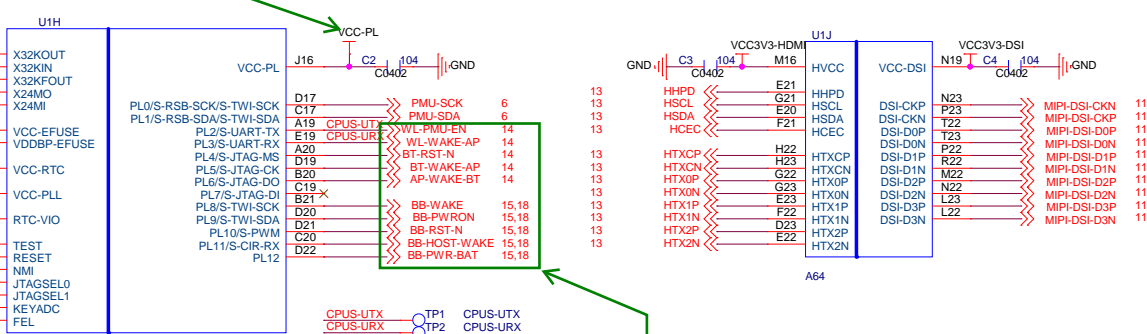 U1H
X32KOUT
X32KIN
X32KFOUT
X24MO
X24MI
VCC-EFUSE
VDDBP-EFUSE
VCC-RTC
VCC-PLL
RTC-VIO
TEST
RESET
NMI
JTAGSEL0
JTAGSEL1
KEYADC
FEL
VCC-PL
VCC-PL J16 C2 104 C0402 GND
PL0/S-RSB-SCK/S-TWI-SCK D17 PMU-SCK 6
PL1/S-RSB-SDA/S-TWI-SDA C17 PMU-SDA 6
PL2/S-UART-TX A19 CPUS-UTX WL-PMU-EN 14
PL3/S-UART-RX E19 CPUS-URX WL-WAKE-AP 14
PL4/S-JTAG-MS A20 BT-RST-N 14
PL5/S-JTAG-CK D19 BT-WAKE-AP 14
PL6/S-JTAG-DO B20 AP-WAKE-BT 14
PL7/S-JTAG-DI C19
PL8/S-TWI-SCK B21 BB-WAKE 15,18
PL9/S-TWI-SDA D20 BB-PWRON 15,18
PL10/S-PWM D21 BB-RST-N 15,18
PL11/S-CIR-RX C20 BB-HOST-WAKE 15,18
PL12 D22 BB-PWR-BAT 15,18
CPUS-UTX TP1 CPUS-UTX
CPUS-URX TP2 CPUS-URX
U1J
VCC3V3-HDMI
GND C3 104 C0402 M16 HVCC
13 HHPD E21 HHPD
13 HSCL G21 HSCL
13 HSDA E20 HSDA
13 HCEC F21 HCEC
13 HTXCP H22 HTXCP
13 HTXCN H23 HTXCN
13 HTX0P G22 HTX0P
13 HTX0N G23 HTX0N
13 HTX1P E23 HTX1P
13 HTX1N F22 HTX1N
13 HTX2P D23 HTX2P
13 HTX2N E22 HTX2N
A64
VCC3V3-DSI
VCC-DSI N19 C4 104 C0402 GND
DSI-CKP N23 MIPI-DSI-CKN 11
DSI-CKN P23 MIPI-DSI-CKP 11
DSI-D0P T22 MIPI-DSI-D0P 11
DSI-D0N T23 MIPI-DSI-D0N 11
DSI-D1P P22 MIPI-DSI-D1P 11
DSI-D1N R22 MIPI-DSI-D1N 11
DSI-D2P M22 MIPI-DSI-D2P 11
DSI-D2N N22 MIPI-DSI-D2N 11
DSI-D3P L23 MIPI-DSI-D3P 11
DSI-D3N L22 MIPI-DSI-D3N 11